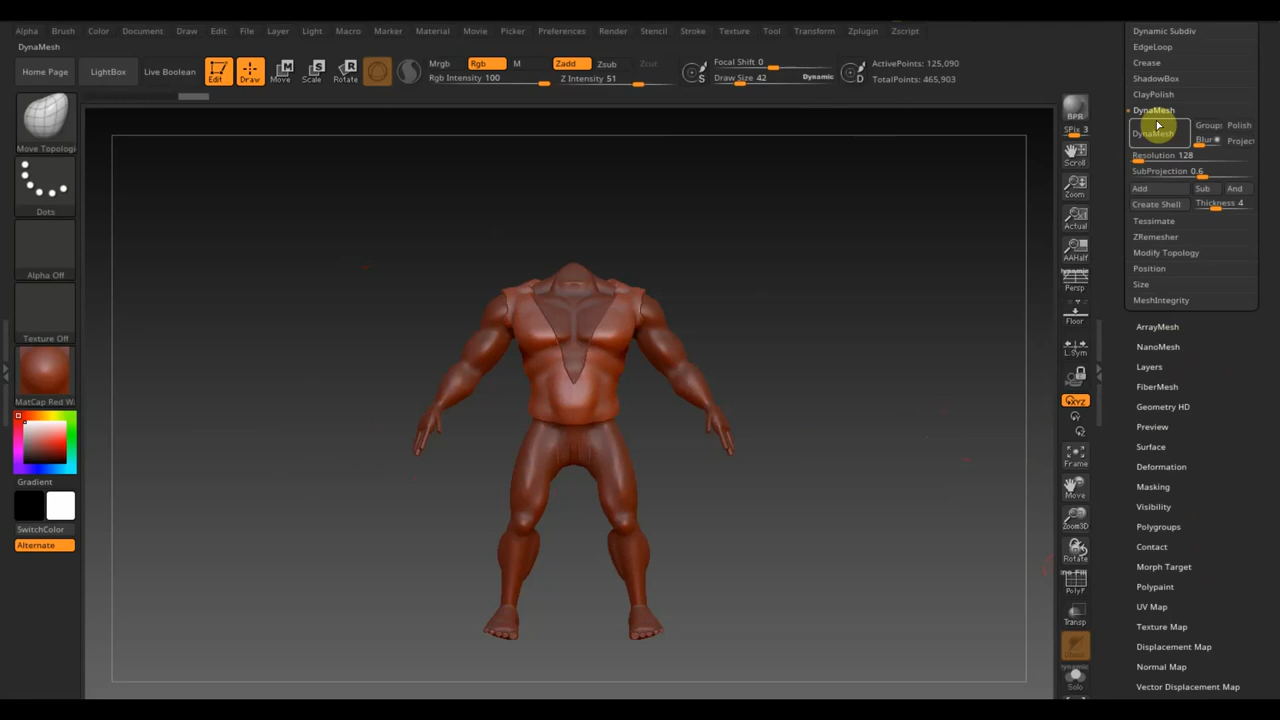 Alpha Brush Color Document Draw Edit File Layer Light Macro Marker Material Movie Picker Preferences Render Stencil Stroke Texture Tool Transform Zplugin Zscript
DynaMesh
Home Page
LightBox
Live Boolean
Edit
Draw
Move
Scale
Rotate
Mrgb Rgb M
Rgb Intensity 100
Zadd Zsub Zcut
Z Intensity 51
S
Focal Shift 0
Draw Size 42
Dynamic
D
ActivePoints: 125,090
TotalPoints: 465,903
Move Topologi
Dots
Alpha Off
Texture Off
MatCap Red W
Gradient
SwitchColor
Alternate
BPR
SPix 3
Scroll
Zoom
Actual
AAHalf
Dynamic
Persp
Floor
L.Sym
XYZ
Y
Z
Frame
Move
Zoom3D
Rotate
PolyF
Transp
Dynamic
Solo
Dynamic Subdiv
EdgeLoop
Crease
ShadowBox
ClayPolish
DynaMesh
DynaMesh
Groups Polish
Blur Project
Resolution 128
SubProjection 0.6
Add Sub And
Create Shell Thickness 4
Tessimate
ZRemesher
Modify Topology
Position
Size
MeshIntegrity
ArrayMesh
NanoMesh
Layers
FiberMesh
Geometry HD
Preview
Surface
Deformation
Masking
Visibility
Polygroups
Contact
Morph Target
Polypaint
UV Map
Texture Map
Displacement Map
Normal Map
Vector Displacement Map